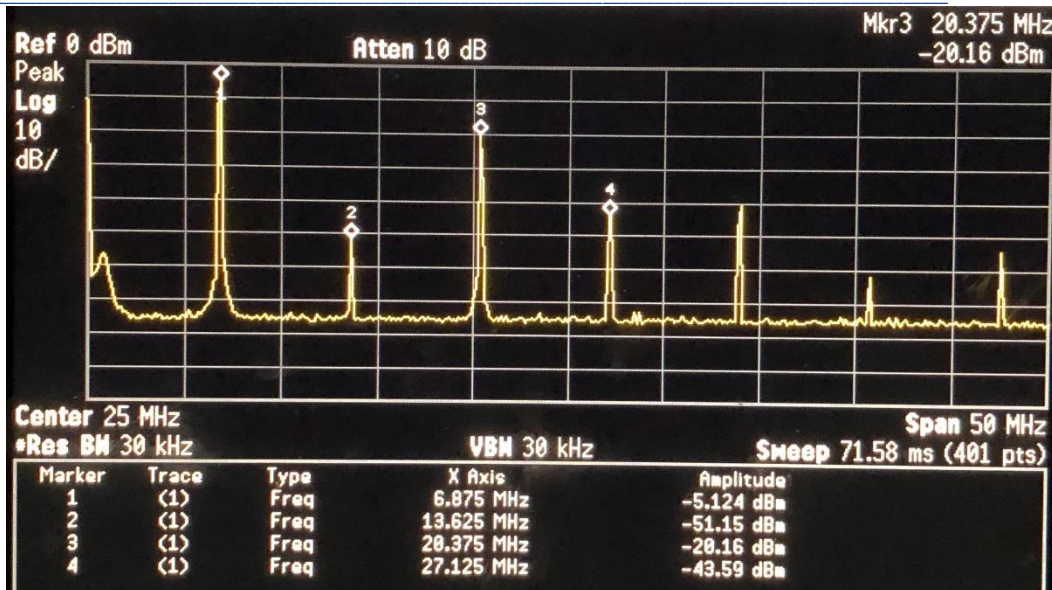 Mkr3 20.375 MHz
Ref 0 dBm Atten 10 dB -20.16 dBm
Peak
Log
10
dB/
1
2
3
4
Center 25 MHz Span 50 MHz
#Res BW 30 kHz VBW 30 kHz Sweep 71.58 ms (401 pts)
Marker Trace Type X Axis Amplitude
1 (1) Freq 6.875 MHz -5.124 dBm
2 (1) Freq 13.625 MHz -51.15 dBm
3 (1) Freq 20.375 MHz -20.16 dBm
4 (1) Freq 27.125 MHz -43.59 dBm